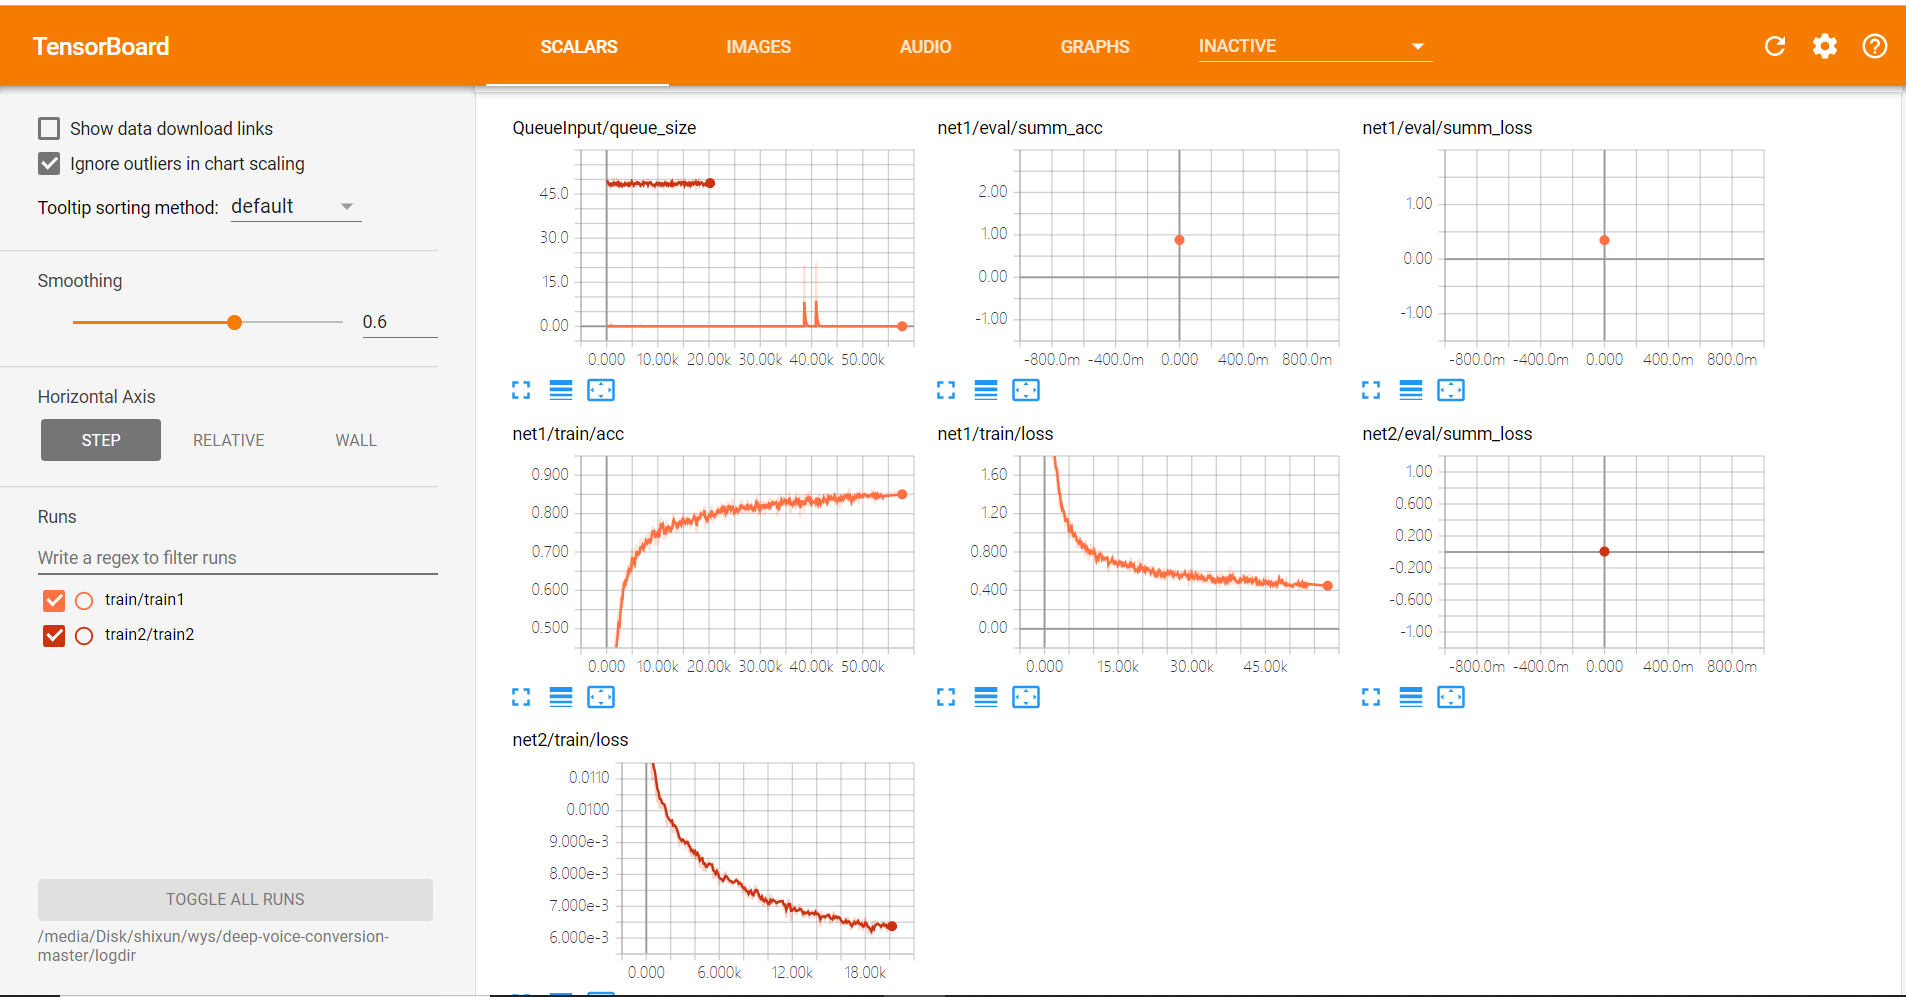 TensorBoard
SCALARS
IMAGES
AUDIO
GRAPHS
INACTIVE
Show data download links
Ignore outliers in chart scaling
Tooltip sorting method: default
Smoothing
0.6
Horizontal Axis
STEP
RELATIVE
WALL
Runs
Write a regex to filter runs
train/train1
train2/train2
TOGGLE ALL RUNS
/media/Disk/shixun/wys/deep-voice-conversion-
master/logdir
QueueInput/queue_size
45.0
30.0
15.0
0.00
0.000 10.00k 20.00k 30.00k 40.00k 50.00k
net1/eval/summ_acc
2.00
1.00
0.00
-1.00
-800.0m -400.0m 0.000 400.0m 800.0m
net1/eval/summ_loss
1.00
0.00
-1.00
-800.0m -400.0m 0.000 400.0m 800.0m
net1/train/acc
0.900
0.800
0.700
0.600
0.500
0.000 10.00k 20.00k 30.00k 40.00k 50.00k
net1/train/loss
1.60
1.20
0.800
0.400
0.00
0.000 15.00k 30.00k 45.00k
net2/eval/summ_loss
1.00
0.600
0.200
-0.200
-0.600
-1.00
-800.0m -400.0m 0.000 400.0m 800.0m
net2/train/loss
0.0110
0.0100
9.000e-3
8.000e-3
7.000e-3
6.000e-3
0.000 6.000k 12.00k 18.00k